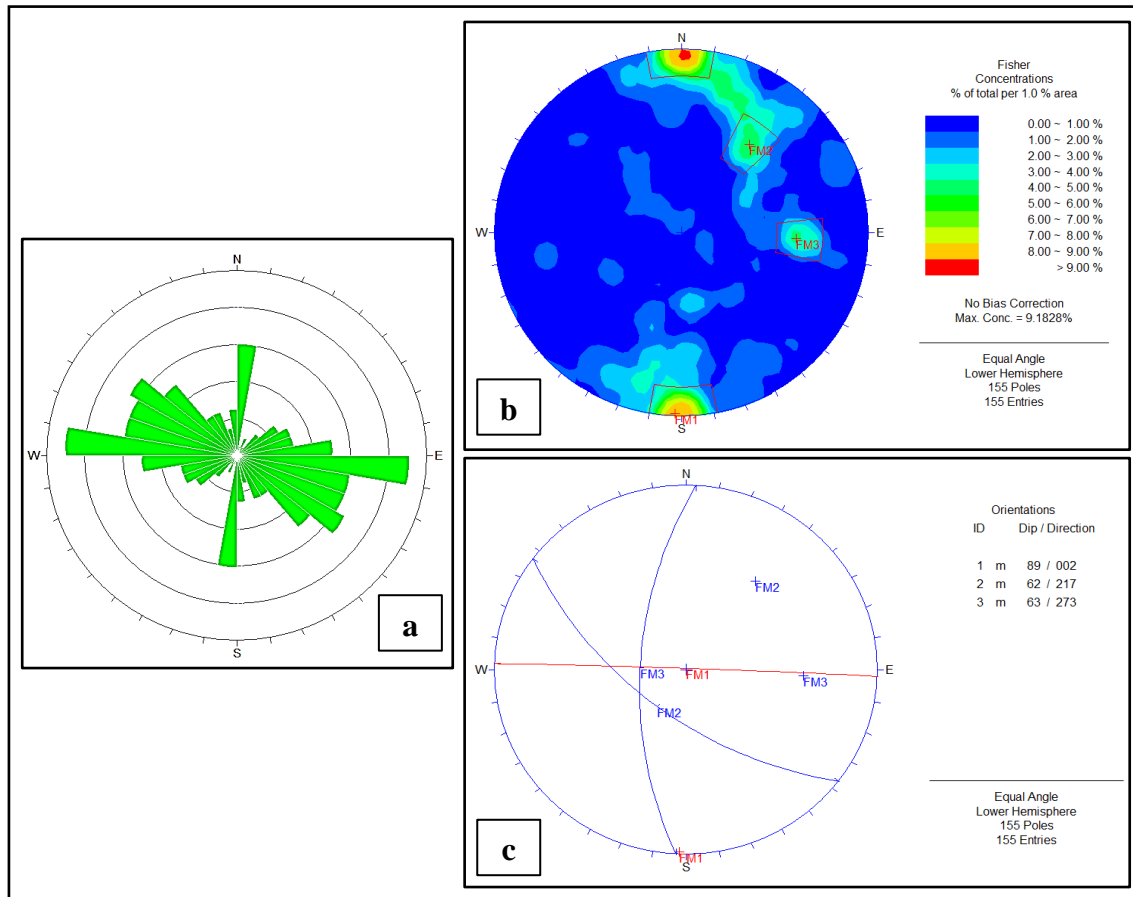 N
W
E
S
a
N
W
E
S
FM2
FM3
FM1
b
Fisher
Concentrations
% of total per 1.0 % area
0.00 ~ 1.00 %
1.00 ~ 2.00 %
2.00 ~ 3.00 %
3.00 ~ 4.00 %
4.00 ~ 5.00 %
5.00 ~ 6.00 %
6.00 ~ 7.00 %
7.00 ~ 8.00 %
8.00 ~ 9.00 %
> 9.00 %
No Bias Correction
Max. Conc. = 9.1828%
Equal Angle
Lower Hemisphere
155 Poles
155 Entries
N
W
E
S
FM2
FM3
FM1
FM3
FM2
FM1
c
Orientations
ID Dip / Direction
1 m 89 / 002
2 m 62 / 217
3 m 63 / 273
Equal Angle
Lower Hemisphere
155 Poles
155 Entries